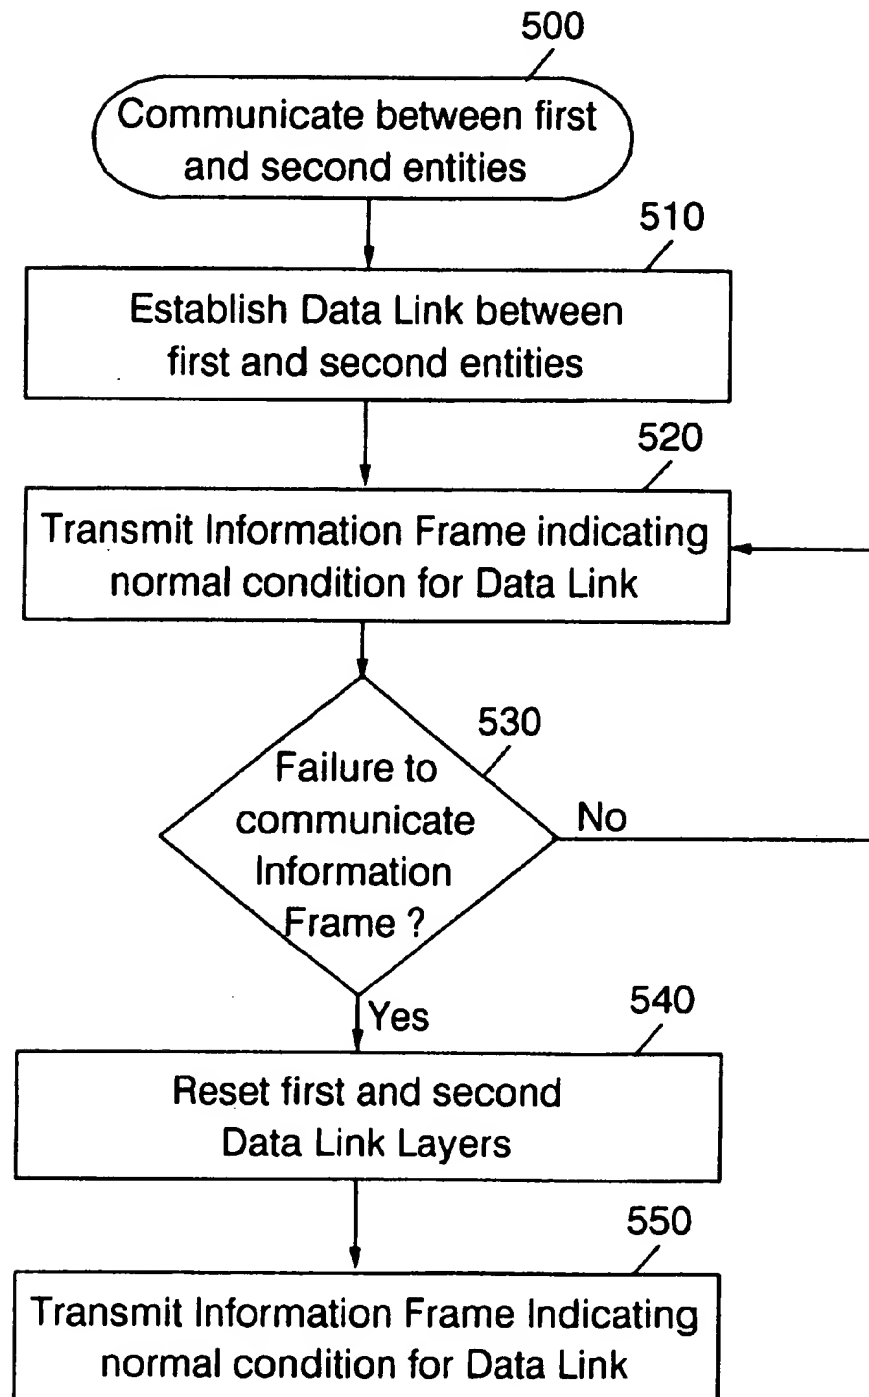 500
Communicate between first
and second entities
510
Establish Data Link between
first and second entities
520
Transmit Information Frame indicating
normal condition for Data Link
530
Failure to
communicate
Information
Frame ?
No
Yes
540
Reset first and second
Data Link Layers
550
Transmit Information Frame Indicating
normal condition for Data Link